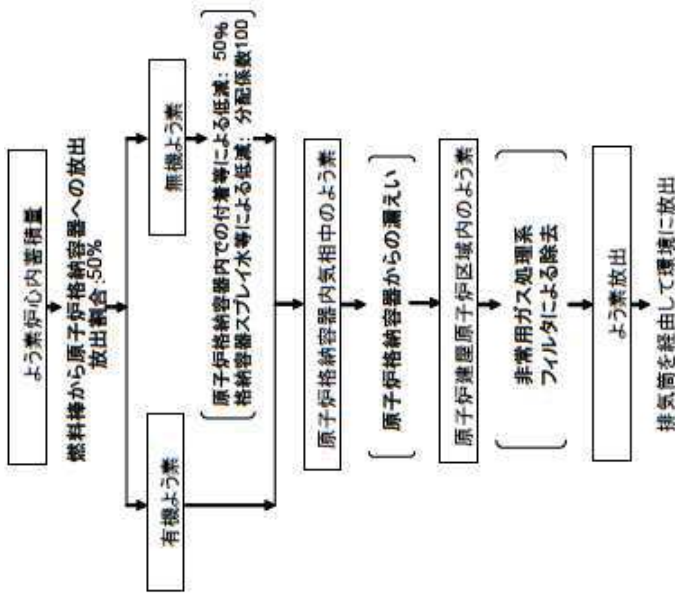 よう素炉心内蓄積量
燃料棒から原子炉格納容器への放出
放出割合:50%
有機よう素
無機よう素
原子炉格納容器内での付着等による低減: 50%
格納容器スプレイ水等による低減: 分配係数100
原子炉格納容器内気相中のよう素
原子炉格納容器からの漏えい
原子炉建屋原子炉区域内のよう素
非常用ガス処理系
フィルタによる除去
よう素放出
排気筒を経由して環境に放出